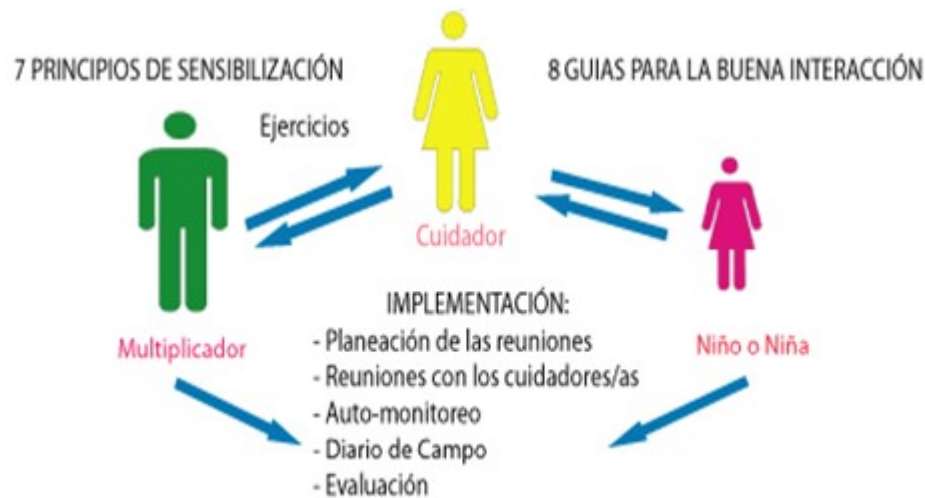 7 PRINCIPIOS DE SENSIBILIZACIÓN
8 GUIAS PARA LA BUENA INTERACCIÓN
Ejercicios
Cuidador
Multiplicador
Niño o Niña
IMPLEMENTACIÓN:
- Planeación de las reuniones
- Reuniones con los cuidadores/as
- Auto-monitoreo
- Diario de Campo
- Evaluación